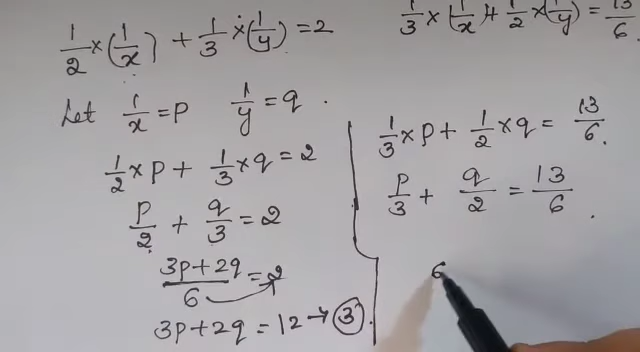 1/2 × (1/x) + 1/3 × (1/y) = 2
1/3 × (1/x) + 1/2 × (1/y) = 13/6
Let 1/x = p 1/y = q .
1/2 × p + 1/3 × q = 2
p/2 + q/3 = 2
3p + 2q / 6 = 2
3p + 2q = 12 → ③
1/3 × p + 1/2 × q = 13/6 .
p/3 + q/2 = 13/6 .
6